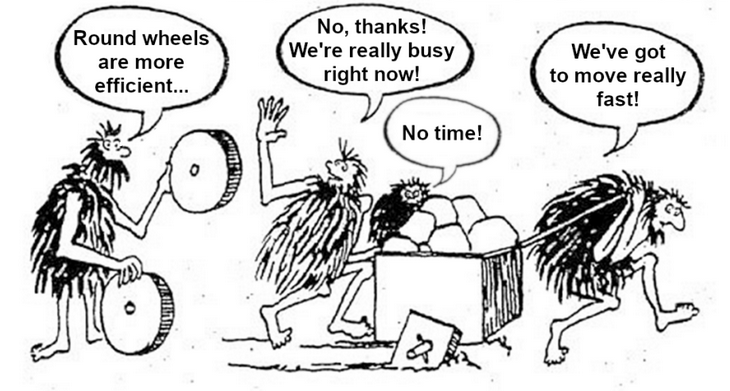 Round wheels
are more
efficient...
No, thanks!
We're really busy
right now!
No time!
We've got
to move really
fast!